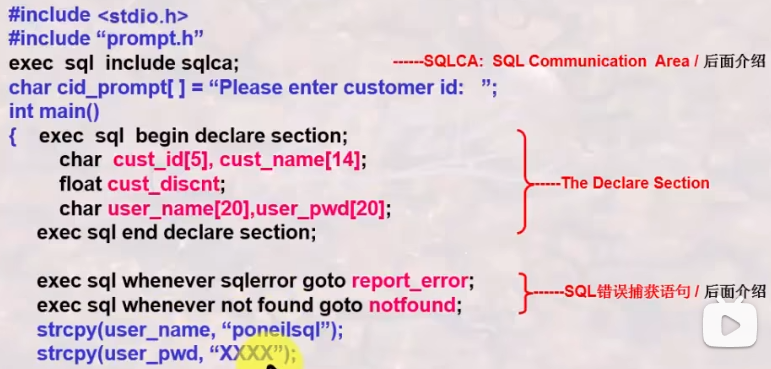 #include <stdio.h>
#include “prompt.h”
exec sql include sqlca; ------SQLCA: SQL Communication Area / 后面介绍
char cid_prompt[ ] = “Please enter customer id: ”;
int main()
{ exec sql begin declare section;
char cust_id[5], cust_name[14];
float cust_discnt; ------The Declare Section
char user_name[20],user_pwd[20];
exec sql end declare section;
exec sql whenever sqlerror goto report_error;
------SQL错误捕获语句 / 后面介绍
exec sql whenever not found goto notfound;
strcpy(user_name, “poneilsql”);
strcpy(user_pwd, “XXXX”);